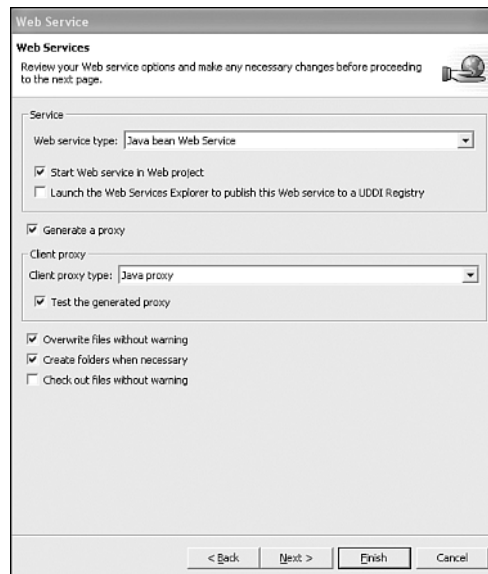 Web Service
Web Services
Review your Web service options and make any necessary changes before proceeding
to the next page.
Service
Web service type: Java bean Web Service
Start Web service in Web project
Launch the Web Services Explorer to publish this Web service to a UDDI Registry
Generate a proxy
Client proxy
Client proxy type: Java proxy
Test the generated proxy
Overwrite files without warning
Create folders when necessary
Check out files without warning
< Back Next > Finish Cancel